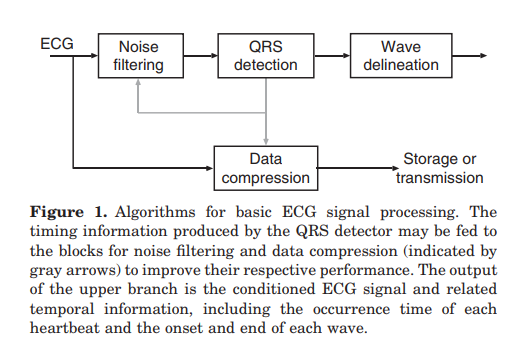 ECG
Noise
filtering
QRS
detection
Wave
delineation
Data
compression
Storage or
transmission
Figure 1. Algorithms for basic ECG signal processing. The
timing information produced by the QRS detector may be fed to
the blocks for noise filtering and data compression (indicated by
gray arrows) to improve their respective performance. The output
of the upper branch is the conditioned ECG signal and related
temporal information, including the occurrence time of each
heartbeat and the onset and end of each wave.